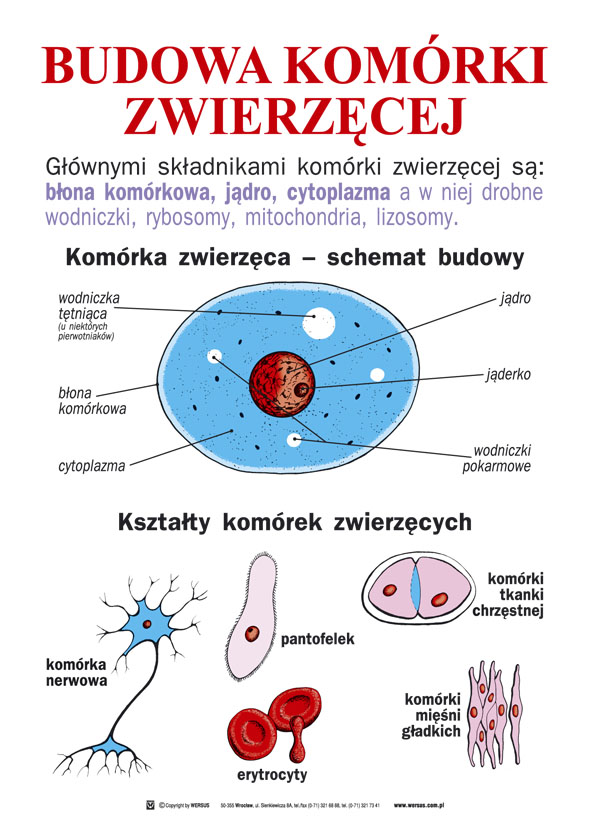 BUDOWA KOMÓRKI
ZWIERZĘCEJ
Głównymi składnikami komórki zwierzęcej są:
błona komórkowa, jądro, cytoplazma a w niej drobne
wodniczki, rybosomy, mitochondria, lizosomy.
Komórka zwierzęca – schemat budowy
wodniczka
tętniąca
(u niektórych
pierwotniaków)
jądro
jąderko
błona
komórkowa
cytoplazma
wodniczki
pokarmowe
Kształty komórek zwierzęcych
komórki
tkanki
chrzęstnej
pantofelek
komórka
nerwowa
komórki
mięśni
gładkich
erytrocyty
© Copyright by WERSUS 50-355 Wrocław, ul. Sienkiewicza 8A, tel./fax (0-71) 321 88 88, tel. (0-71) 321 73 41 www.wersus.com.pl